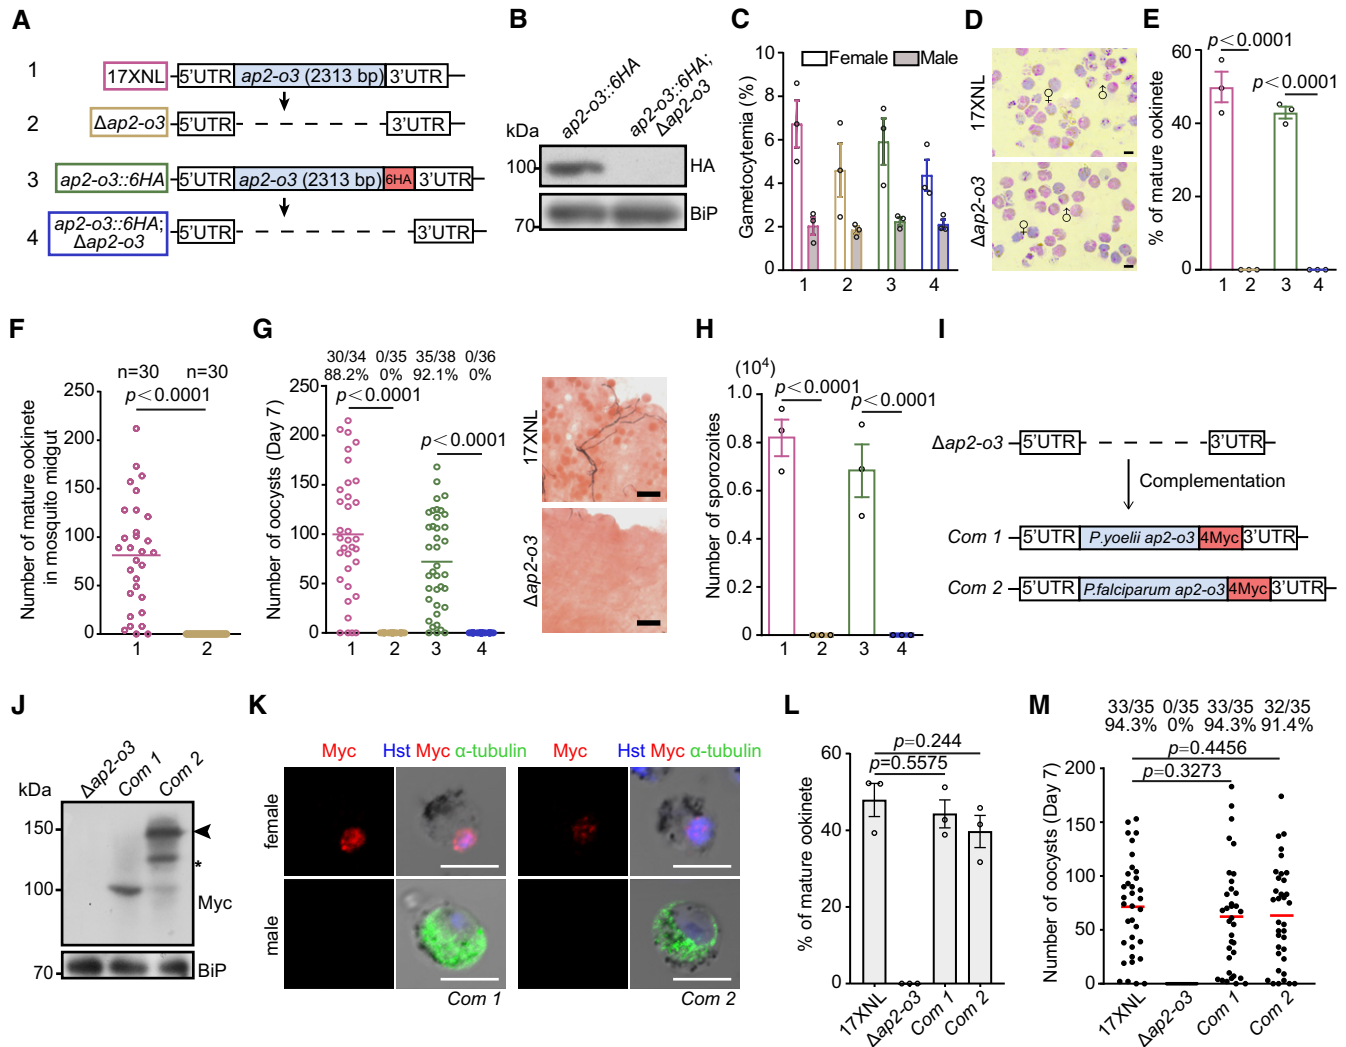 A
1
17XNL
5'UTR
ap2-o3 (2313 bp)
3'UTR
2
Δap2-o3
5'UTR
3'UTR
3
ap2-o3::6HA
5'UTR
ap2-o3 (2313 bp)
6HA
3'UTR
4
ap2-o3::6HA;
Δap2-o3
5'UTR
3'UTR
B
ap2-o3::6HA
ap2-o3::6HA;
Δap2-o3
kDa
100
HA
70
BiP
C
Female
Male
Gametocytemia (%)
10
8
6
4
2
0
1 2 3 4
D
17XNL
♀
♂
Δap2-o3
♀
♂
E
% of mature ookinete
60
40
20
0
p<0.0001
p<0.0001
1 2 3 4
F
n=30 n=30
p<0.0001
Number of mature ookinete
in mosquito midgut
250
200
150
100
50
0
1 2
G
30/34 0/35 35/38 0/36
88.2% 0% 92.1% 0%
p<0.0001
p<0.0001
Number of oocysts (Day 7)
250
200
150
100
50
0
1 2 3 4
17XNL
Δap2-o3
H
(10⁴)
p<0.0001
p<0.0001
Number of sporozoites
1.0
0.8
0.6
0.4
0.2
0
1 2 3 4
I
Δap2-o3
5'UTR
3'UTR
Complementation
Com 1
5'UTR
P.yoelii ap2-o3
4Myc
3'UTR
Com 2
5'UTR
P.falciparum ap2-o3
4Myc
3'UTR
J
Δap2-o3
Com 1
Com 2
kDa
150
*
100
Myc
70
BiP
K
Myc
Hst Myc α-tubulin
Myc
Hst Myc α-tubulin
female
male
Com 1
Com 2
L
% of mature ookinete
60
40
20
0
p=0.244
p=0.5575
17XNL
Δap2-o3
Com 1
Com 2
M
33/35 0/35 33/35 32/35
94.3% 0% 94.3% 91.4%
p=0.4456
p=0.3273
Number of oocysts (Day 7)
200
150
100
50
0
17XNL
Δap2-o3
Com 1
Com 2